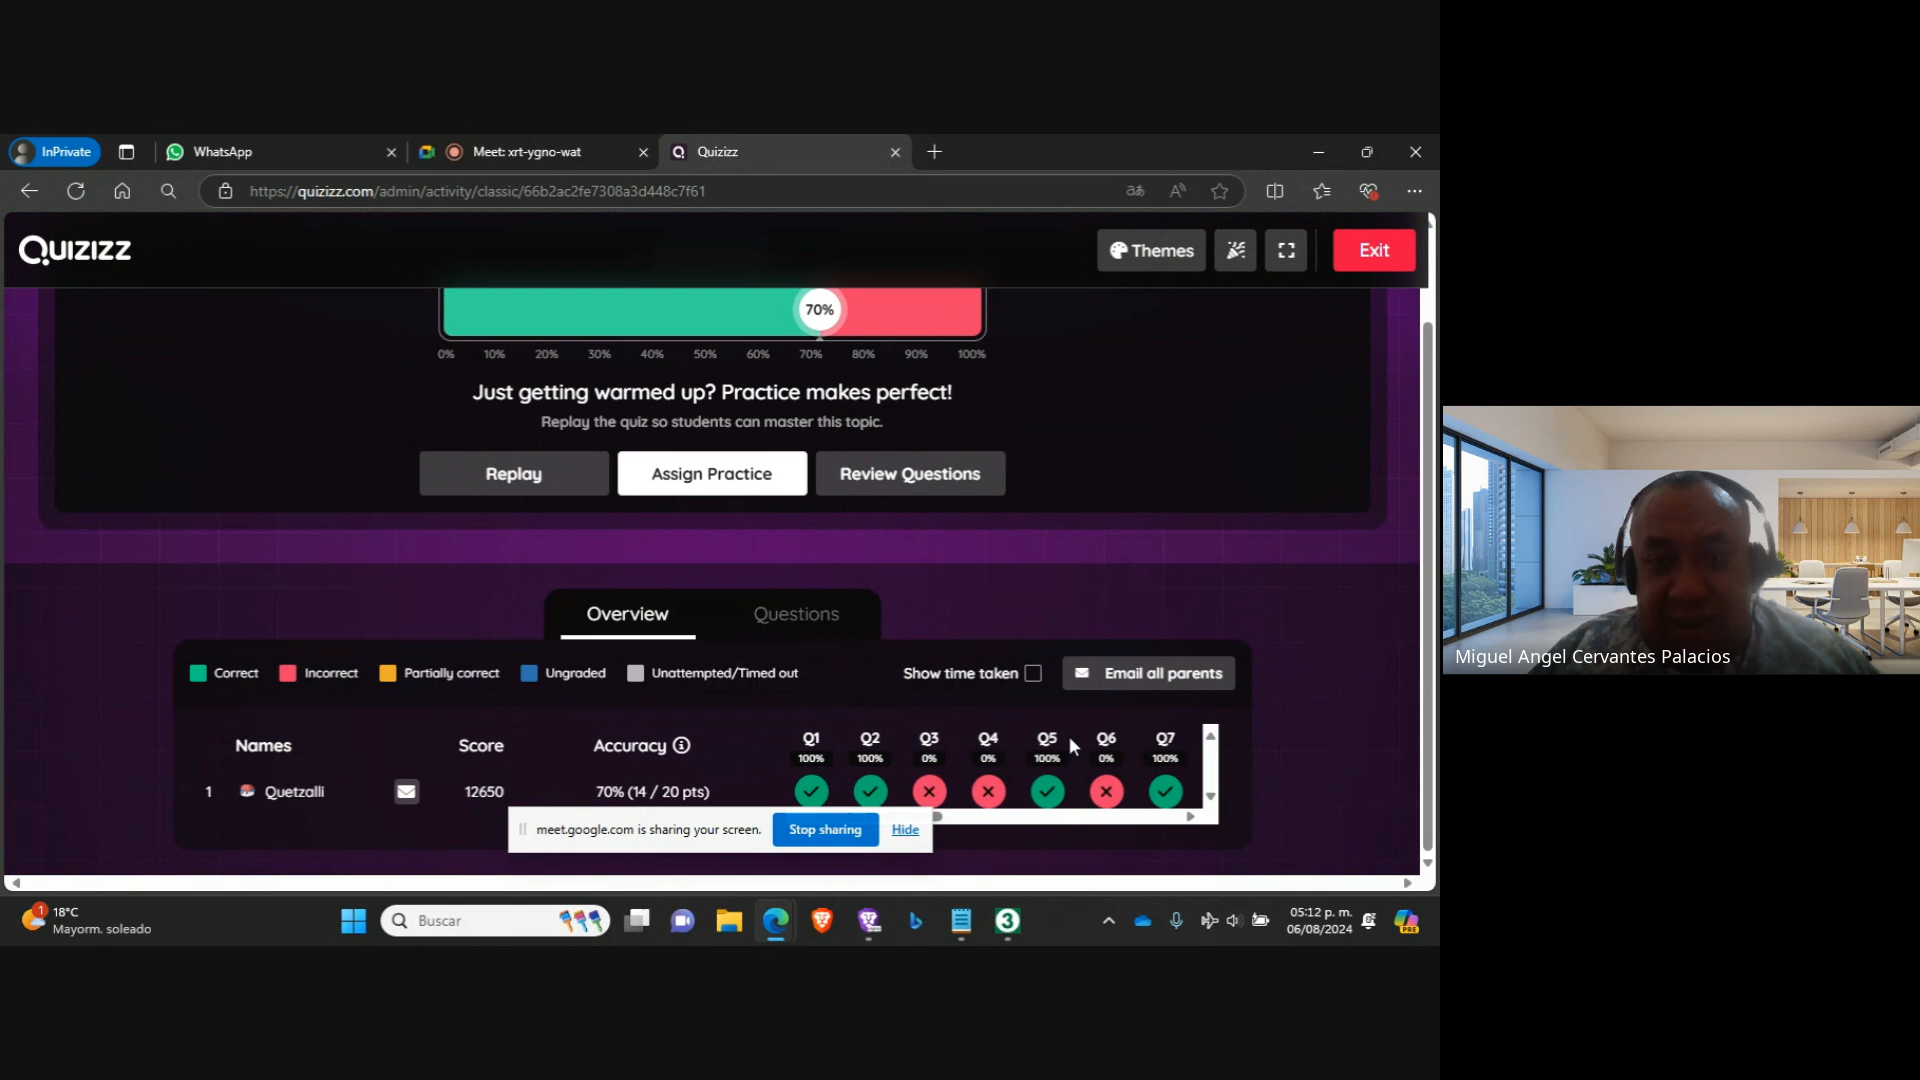 InPrivate
WhatsApp
Meet: xrt-ygno-wat
Quizizz
https://quizizz.com/admin/activity/classic/66b2ac2fe7308a3d448c7f61
QUIZIZZ
Themes
Exit
70%
0% 10% 20% 30% 40% 50% 60% 70% 80% 90% 100%
Just getting warmed up? Practice makes perfect!
Replay the quiz so students can master this topic.
Replay
Assign Practice
Review Questions
Overview
Questions
Correct
Incorrect
Partially correct
Ungraded
Unattempted/Timed out
Show time taken
Email all parents
Names Score Accuracy Q1 Q2 Q3 Q4 Q5 Q6 Q7
100% 100% 0% 0% 100% 0% 100%
1 Quetzalli 12650 70% (14 / 20 pts)
meet.google.com is sharing your screen.
Stop sharing
Hide
Miguel Angel Cervantes Palacios
1
18°C
Mayorm. soleado
Buscar
3
05:12 p. m.
06/08/2024
PRE